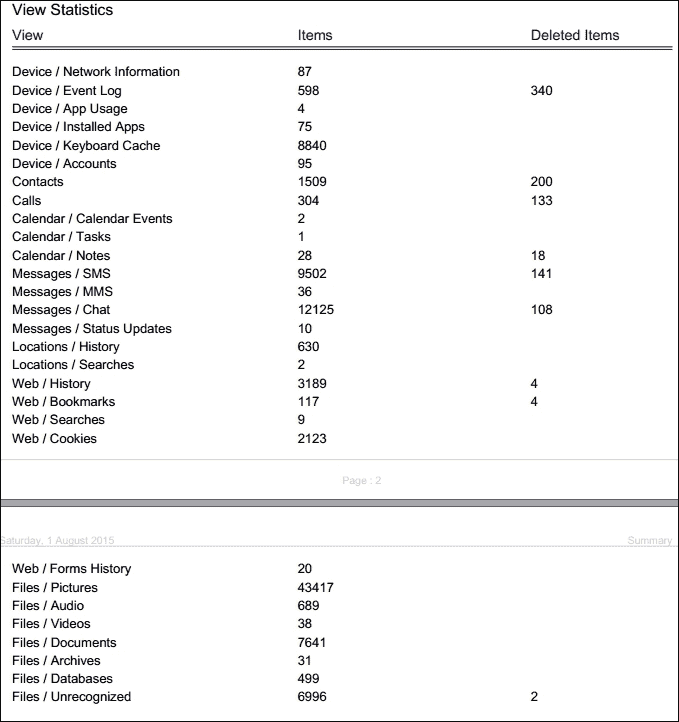 View Statistics
View Items Deleted Items
Device / Network Information 87
Device / Event Log 598 340
Device / App Usage 4
Device / Installed Apps 75
Device / Keyboard Cache 8840
Device / Accounts 95
Contacts 1509 200
Calls 304 133
Calendar / Calendar Events 2
Calendar / Tasks 1
Calendar / Notes 28 18
Messages / SMS 9502 141
Messages / MMS 36
Messages / Chat 12125 108
Messages / Status Updates 10
Locations / History 630
Locations / Searches 2
Web / History 3189 4
Web / Bookmarks 117 4
Web / Searches 9
Web / Cookies 2123
Page : 2
Saturday, 1 August 2015 Summary
Web / Forms History 20
Files / Pictures 43417
Files / Audio 689
Files / Videos 38
Files / Documents 7641
Files / Archives 31
Files / Databases 499
Files / Unrecognized 6996 2